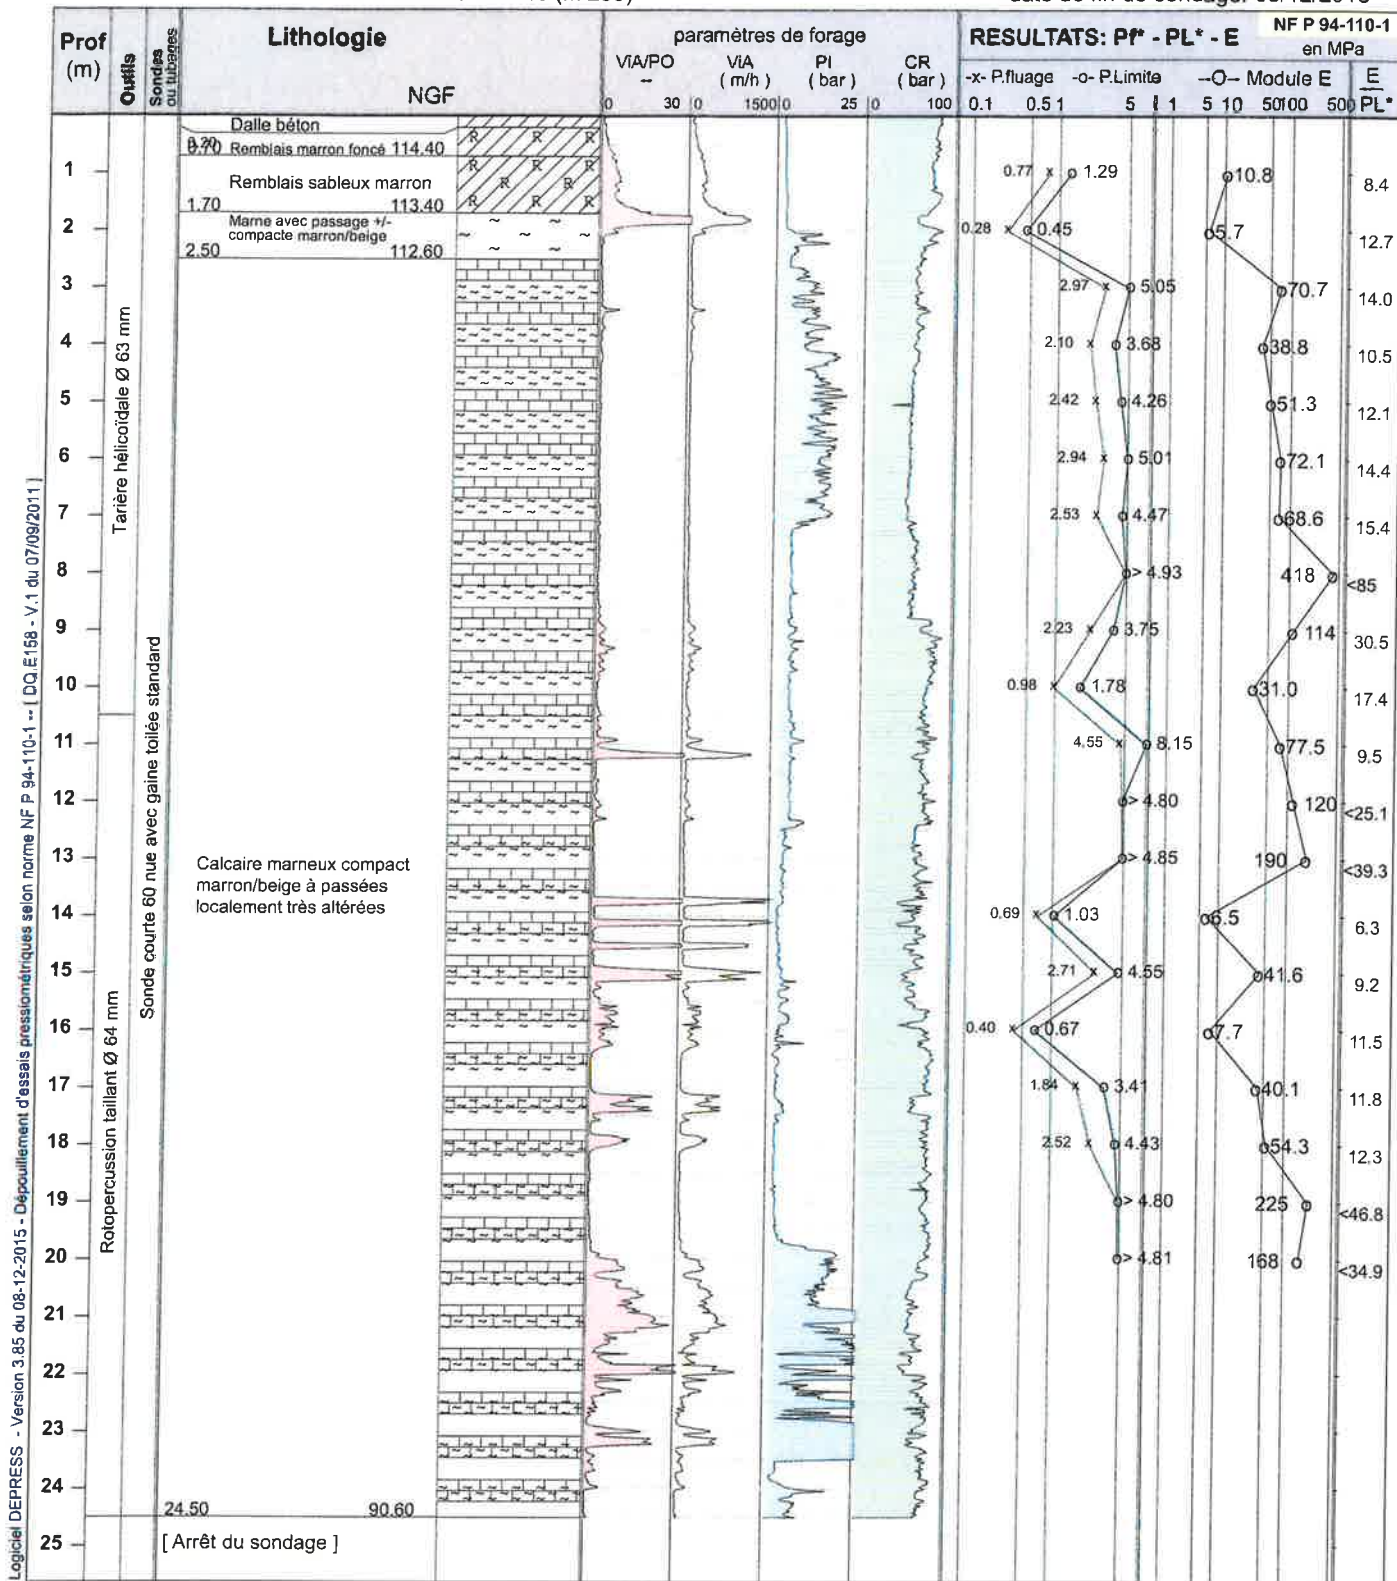 NF P 94-110-1
Prof
(m)
Outils
Sondes
ou tubages
Lithologie
NGF
paramètres de forage
ViA/PO
--
ViA
( m/h )
PI
( bar )
CR
( bar )
0 30 0 1500 0 25 0 100
RESULTATS: Pf* - PL* - E
en MPa
-x- P.fluage -o- P.Limite --O-- Module E
0.1 0.5 1 5 1 5 10 50 100 500
E
PL*
Dalle béton
0.70 Remblais marron foncé 114.40
Remblais sableux marron
1.70 113.40
Marne avec passage +/-
compacte marron/beige
2.50 112.60
R R R
R R R
R R
R R R
Calcaire marneux compact
marron/beige à passées
localement très altérées
24.50 90.60
[ Arrêt du sondage ]
Tarière hélicoïdale Ø 63 mm
Rotopercussion taillant Ø 64 mm
Sonde courte 60 nue avec gaine toilée standard
1 0.77 1.29 10.8 8.4
2 0.28 0.45 5.7 12.7
3 2.97 5.05 70.7 14.0
4 2.10 3.68 38.8 10.5
5 2.42 4.26 51.3 12.1
6 2.94 5.01 72.1 14.4
7 2.53 4.47 68.6 15.4
8 > 4.93 418 <85
9 2.23 3.75 114 30.5
10 0.98 1.78 31.0 17.4
11 4.55 8.15 77.5 9.5
12 > 4.80 120 <25.1
13 > 4.85 190 <39.3
14 0.69 1.03 6.5 6.3
15 2.71 4.55 41.6 9.2
16 0.40 0.67 7.7 11.5
17 1.84 3.41 40.1 11.8
18 2.52 4.43 54.3 12.3
19 > 4.80 225 <46.8
20 > 4.81 168 <34.9
21
22
23
24
25
Logiciel DEPRESS - Version 3.85 du 08-12-2015 - Dépouillement d'essais pressiométriques selon norme NF P 94-110-1 -- [ DQ.E158 - V.1 du 07/09/2011 ]